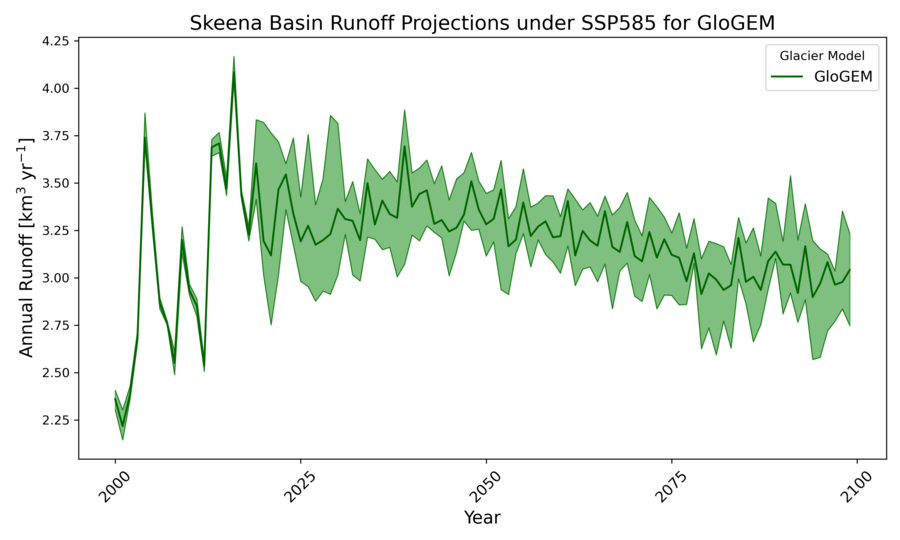 Skeena Basin Runoff Projections under SSP585 for GloGEM
Glacier Model
GloGEM
Annual Runoff [km³ yr⁻¹]
4.25
4.00
3.75
3.50
3.25
3.00
2.75
2.50
2.25
2000
2025
2050
2075
2100
Year